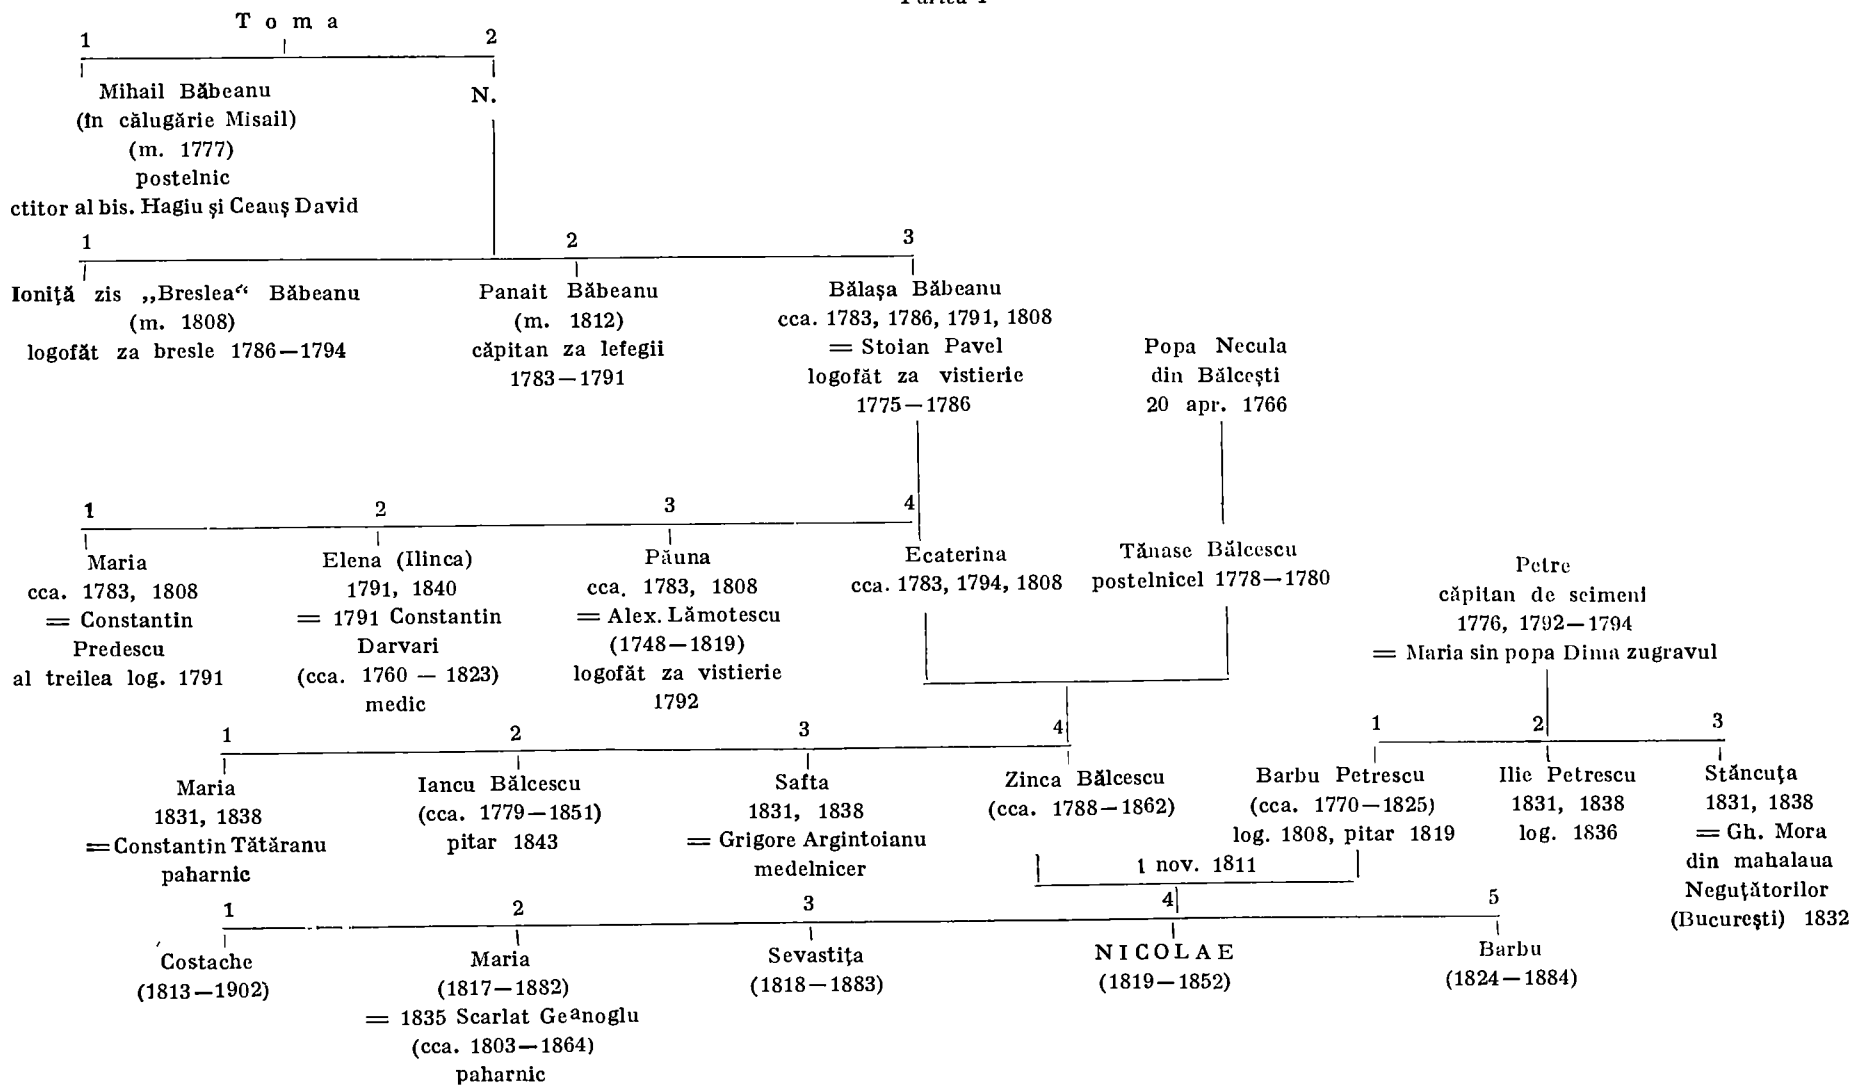 Partea I
T o m a
1
2
Mihail Băbeanu
(în călugărie Misail)
(m. 1777)
postelnic
ctitor al bis. Hagiu și Ceauș David
N.
1
2
3
Ioniță zis „Breslea“ Băbeanu
(m. 1808)
logofăt za bresle 1786—1794
Panait Băbeanu
(m. 1812)
căpitan za lefegii
1783—1791
Bălașa Băbeanu
cca. 1783, 1786, 1791, 1808
= Stoian Pavel
logofăt za vistierie
1775—1786
Popa Necula
din Bălcești
20 apr. 1766
1
2
3
4
Maria
cca. 1783, 1808
= Constantin
Predescu
al treilea log. 1791
Elena (Ilinca)
1791, 1840
= 1791 Constantin
Darvari
(cca. 1760 — 1823)
medic
Păuna
cca. 1783, 1808
= Alex. Lămotescu
(1748—1819)
logofăt za vistierie
1792
Ecaterina
cca. 1783, 1794, 1808
Tănase Bălcescu
postelnicel 1778—1780
Petre
căpitan de seimeni
1776, 1792—1794
= Maria sin popa Dima zugravul
1
2
3
4
Maria
1831, 1838
= Constantin Tătăranu
paharnic
Iancu Bălcescu
(cca. 1779—1851)
pitar 1843
Safta
1831, 1838
= Grigore Argintoianu
medelnicer
Zinca Bălcescu
(cca. 1788—1862)
1
2
3
Barbu Petrescu
(cca. 1770—1825)
log. 1808, pitar 1819
Ilie Petrescu
1831, 1838
log. 1836
Stăncuța
1831, 1838
= Gh. Mora
din mahalaua
Neguțătorilor
(București) 1832
1 nov. 1811
1
2
3
4
5
Costache
(1813—1902)
Maria
(1817—1882)
= 1835 Scarlat Geanoglu
(cca. 1803—1864)
paharnic
Sevastița
(1818—1883)
NICOLAE
(1819—1852)
Barbu
(1824—1884)